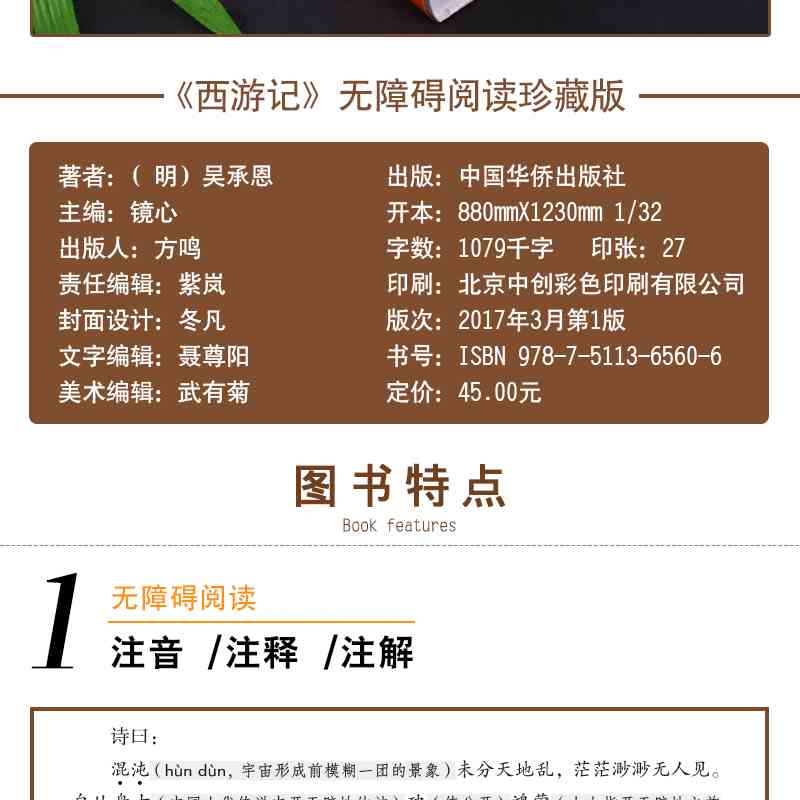 《西游记》无障碍阅读珍藏版
著者：（ 明）吴承恩
主编：镜心
出版人：方鸣
责任编辑：紫岚
封面设计：冬凡
文字编辑：聂尊阳
美术编辑：武有菊
出版：中国华侨出版社
开本：880mmX1230mm 1/32
字数：1079千字 印张：27
印刷：北京中创彩色印刷有限公司
版次：2017年3月第1版
书号：ISBN 978-7-5113-6560-6
定价：45.00元
图书特点
Book features
1
无障碍阅读
注音 /注释 /注解
诗曰：
混沌（hùn dùn，宇宙形成前模糊一团的景象）未分天地乱，茫茫渺渺无人见。